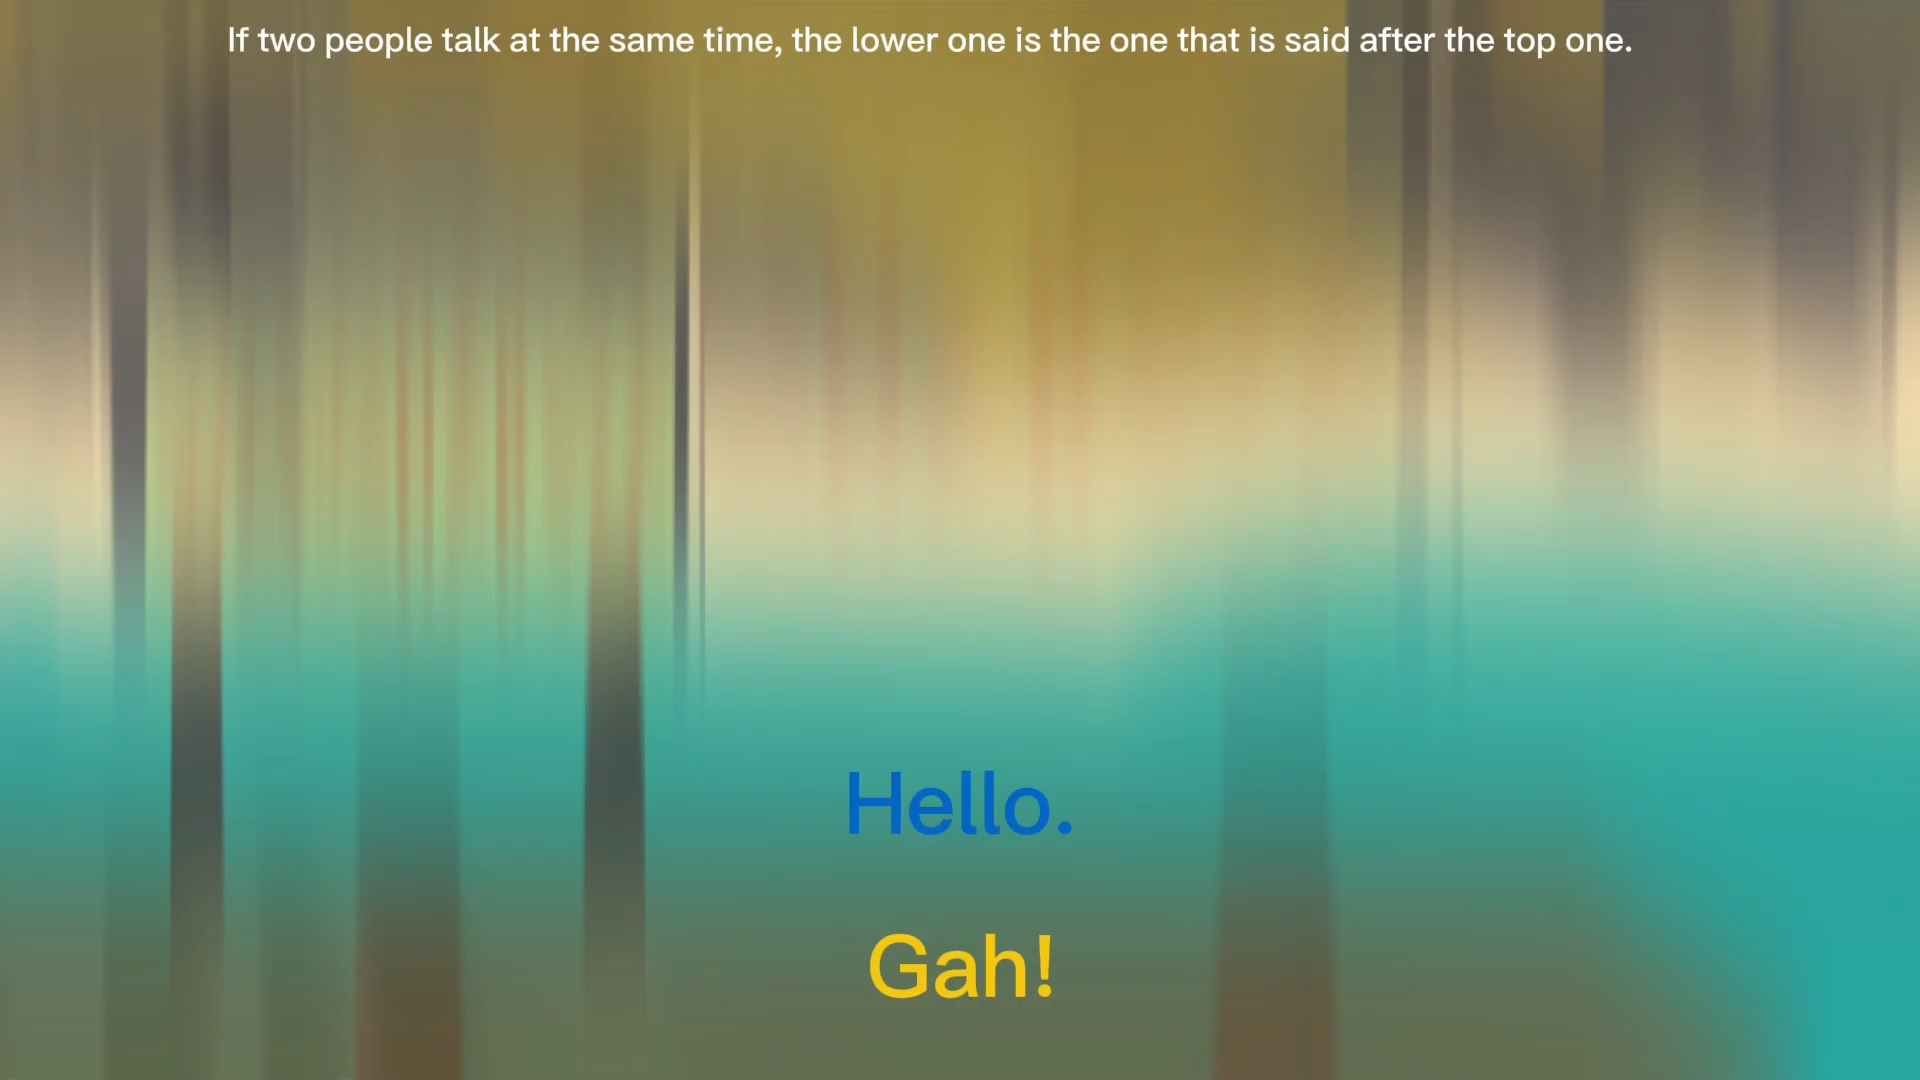 If two people talk at the same time, the lower one is the one that is said after the top one.
Hello.
Gah!